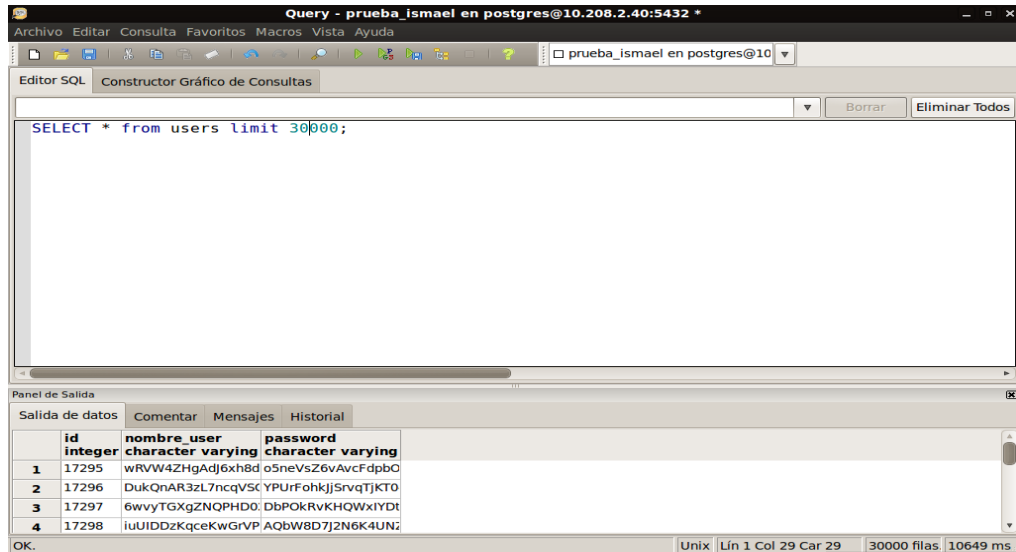 Query - prueba_ismael en postgres@10.208.2.40:5432 *
Archivo Editar Consulta Favoritos Macros Vista Ayuda
prueba_ismael en postgres@10
Editor SQL Constructor Gráfico de Consultas
Borrar Eliminar Todos
SELECT * from users limit 30000;
Panel de Salida
Salida de datos Comentar Mensajes Historial
id nombre_user password
integer character varying character varying
1 17295 wRVW4ZHgAdJ6xh8d o5neVsZ6vAvcFdpbO
2 17296 DukQnAR3zL7ncqVS YPUrFohkJjSrvqTjKT0
3 17297 6wvyTGXgZNQPHD0 DbPOkRvKHQWxIYDt
4 17298 iuUIDDzKqceKwGrVP AQbW8D7J2N6K4UNZ
OK. Unix Lín 1 Col 29 Car 29 30000 filas. 10649 ms